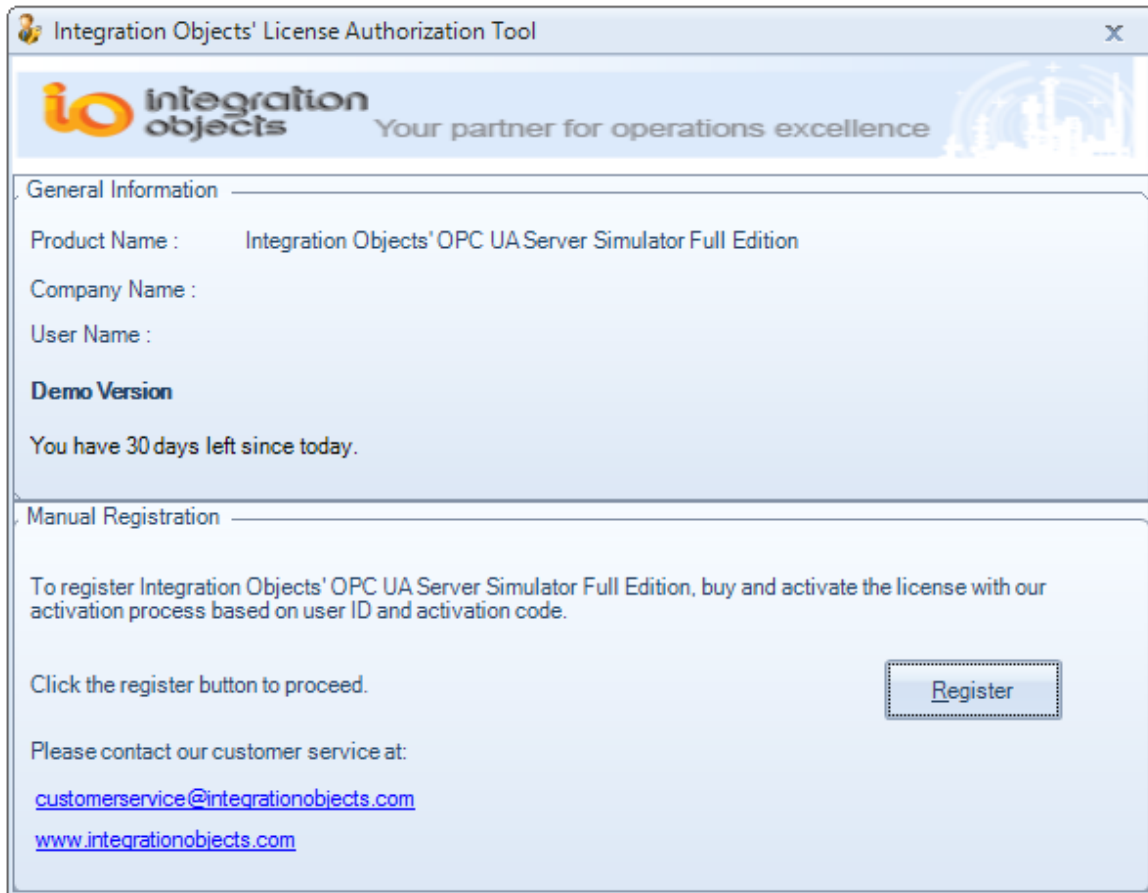 Integration Objects' License Authorization Tool
x
io integration
objects
Your partner for operations excellence
General Information
Product Name : Integration Objects' OPC UA Server Simulator Full Edition
Company Name :
User Name :
Demo Version
You have 30 days left since today.
Manual Registration
To register Integration Objects' OPC UA Server Simulator Full Edition, buy and activate the license with our
activation process based on user ID and activation code.
Click the register button to proceed.
Register
Please contact our customer service at:
customerservice@integrationobjects.com
www.integrationobjects.com